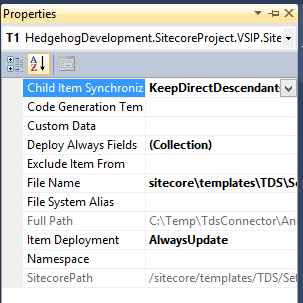 Properties
T1 HedgehogDevelopment.SitecoreProject.VSIP.Site
Child Item Synchroniz KeepDirectDescendant
Code Generation Tem
Custom Data
Deploy Always Fields (Collection)
Exclude Item From
File Name sitecore\templates\TDS\Se
File System Alias
Full Path C:\Temp\TdsConnector\An
Item Deployment AlwaysUpdate
Namespace
SitecorePath /sitecore/templates/TDS/Set